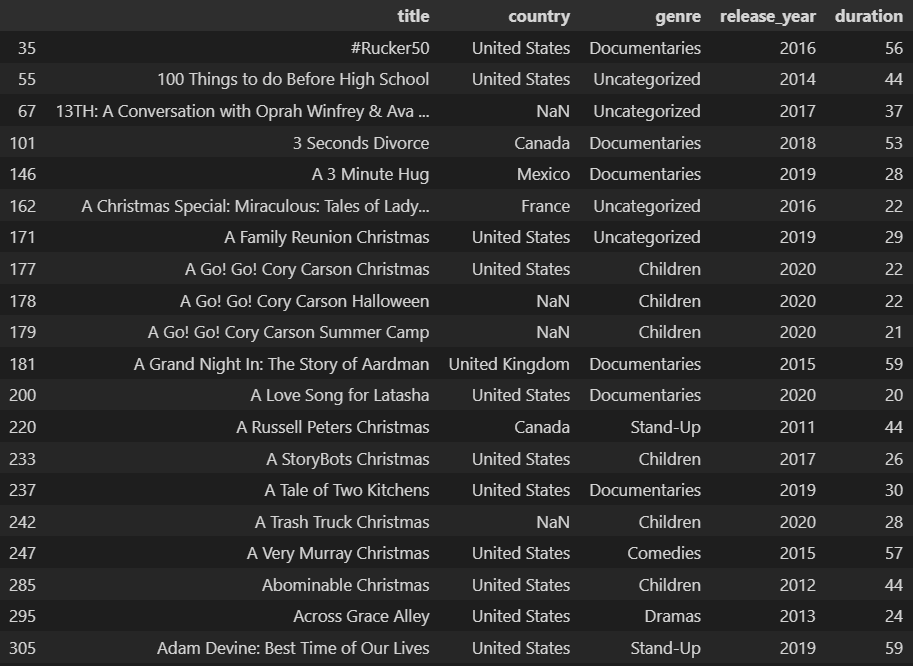 title country genre release_year duration
35 #Rucker50 United States Documentaries 2016 56
55 100 Things to do Before High School United States Uncategorized 2014 44
67 13TH: A Conversation with Oprah Winfrey & Ava ... NaN Uncategorized 2017 37
101 3 Seconds Divorce Canada Documentaries 2018 53
146 A 3 Minute Hug Mexico Documentaries 2019 28
162 A Christmas Special: Miraculous: Tales of Lady... France Uncategorized 2016 22
171 A Family Reunion Christmas United States Uncategorized 2019 29
177 A Go! Go! Cory Carson Christmas United States Children 2020 22
178 A Go! Go! Cory Carson Halloween NaN Children 2020 22
179 A Go! Go! Cory Carson Summer Camp NaN Children 2020 21
181 A Grand Night In: The Story of Aardman United Kingdom Documentaries 2015 59
200 A Love Song for Latasha United States Documentaries 2020 20
220 A Russell Peters Christmas Canada Stand-Up 2011 44
233 A StoryBots Christmas United States Children 2017 26
237 A Tale of Two Kitchens United States Documentaries 2019 30
242 A Trash Truck Christmas NaN Children 2020 28
247 A Very Murray Christmas United States Comedies 2015 57
285 Abominable Christmas United States Children 2012 44
295 Across Grace Alley United States Dramas 2013 24
305 Adam Devine: Best Time of Our Lives United States Stand-Up 2019 59